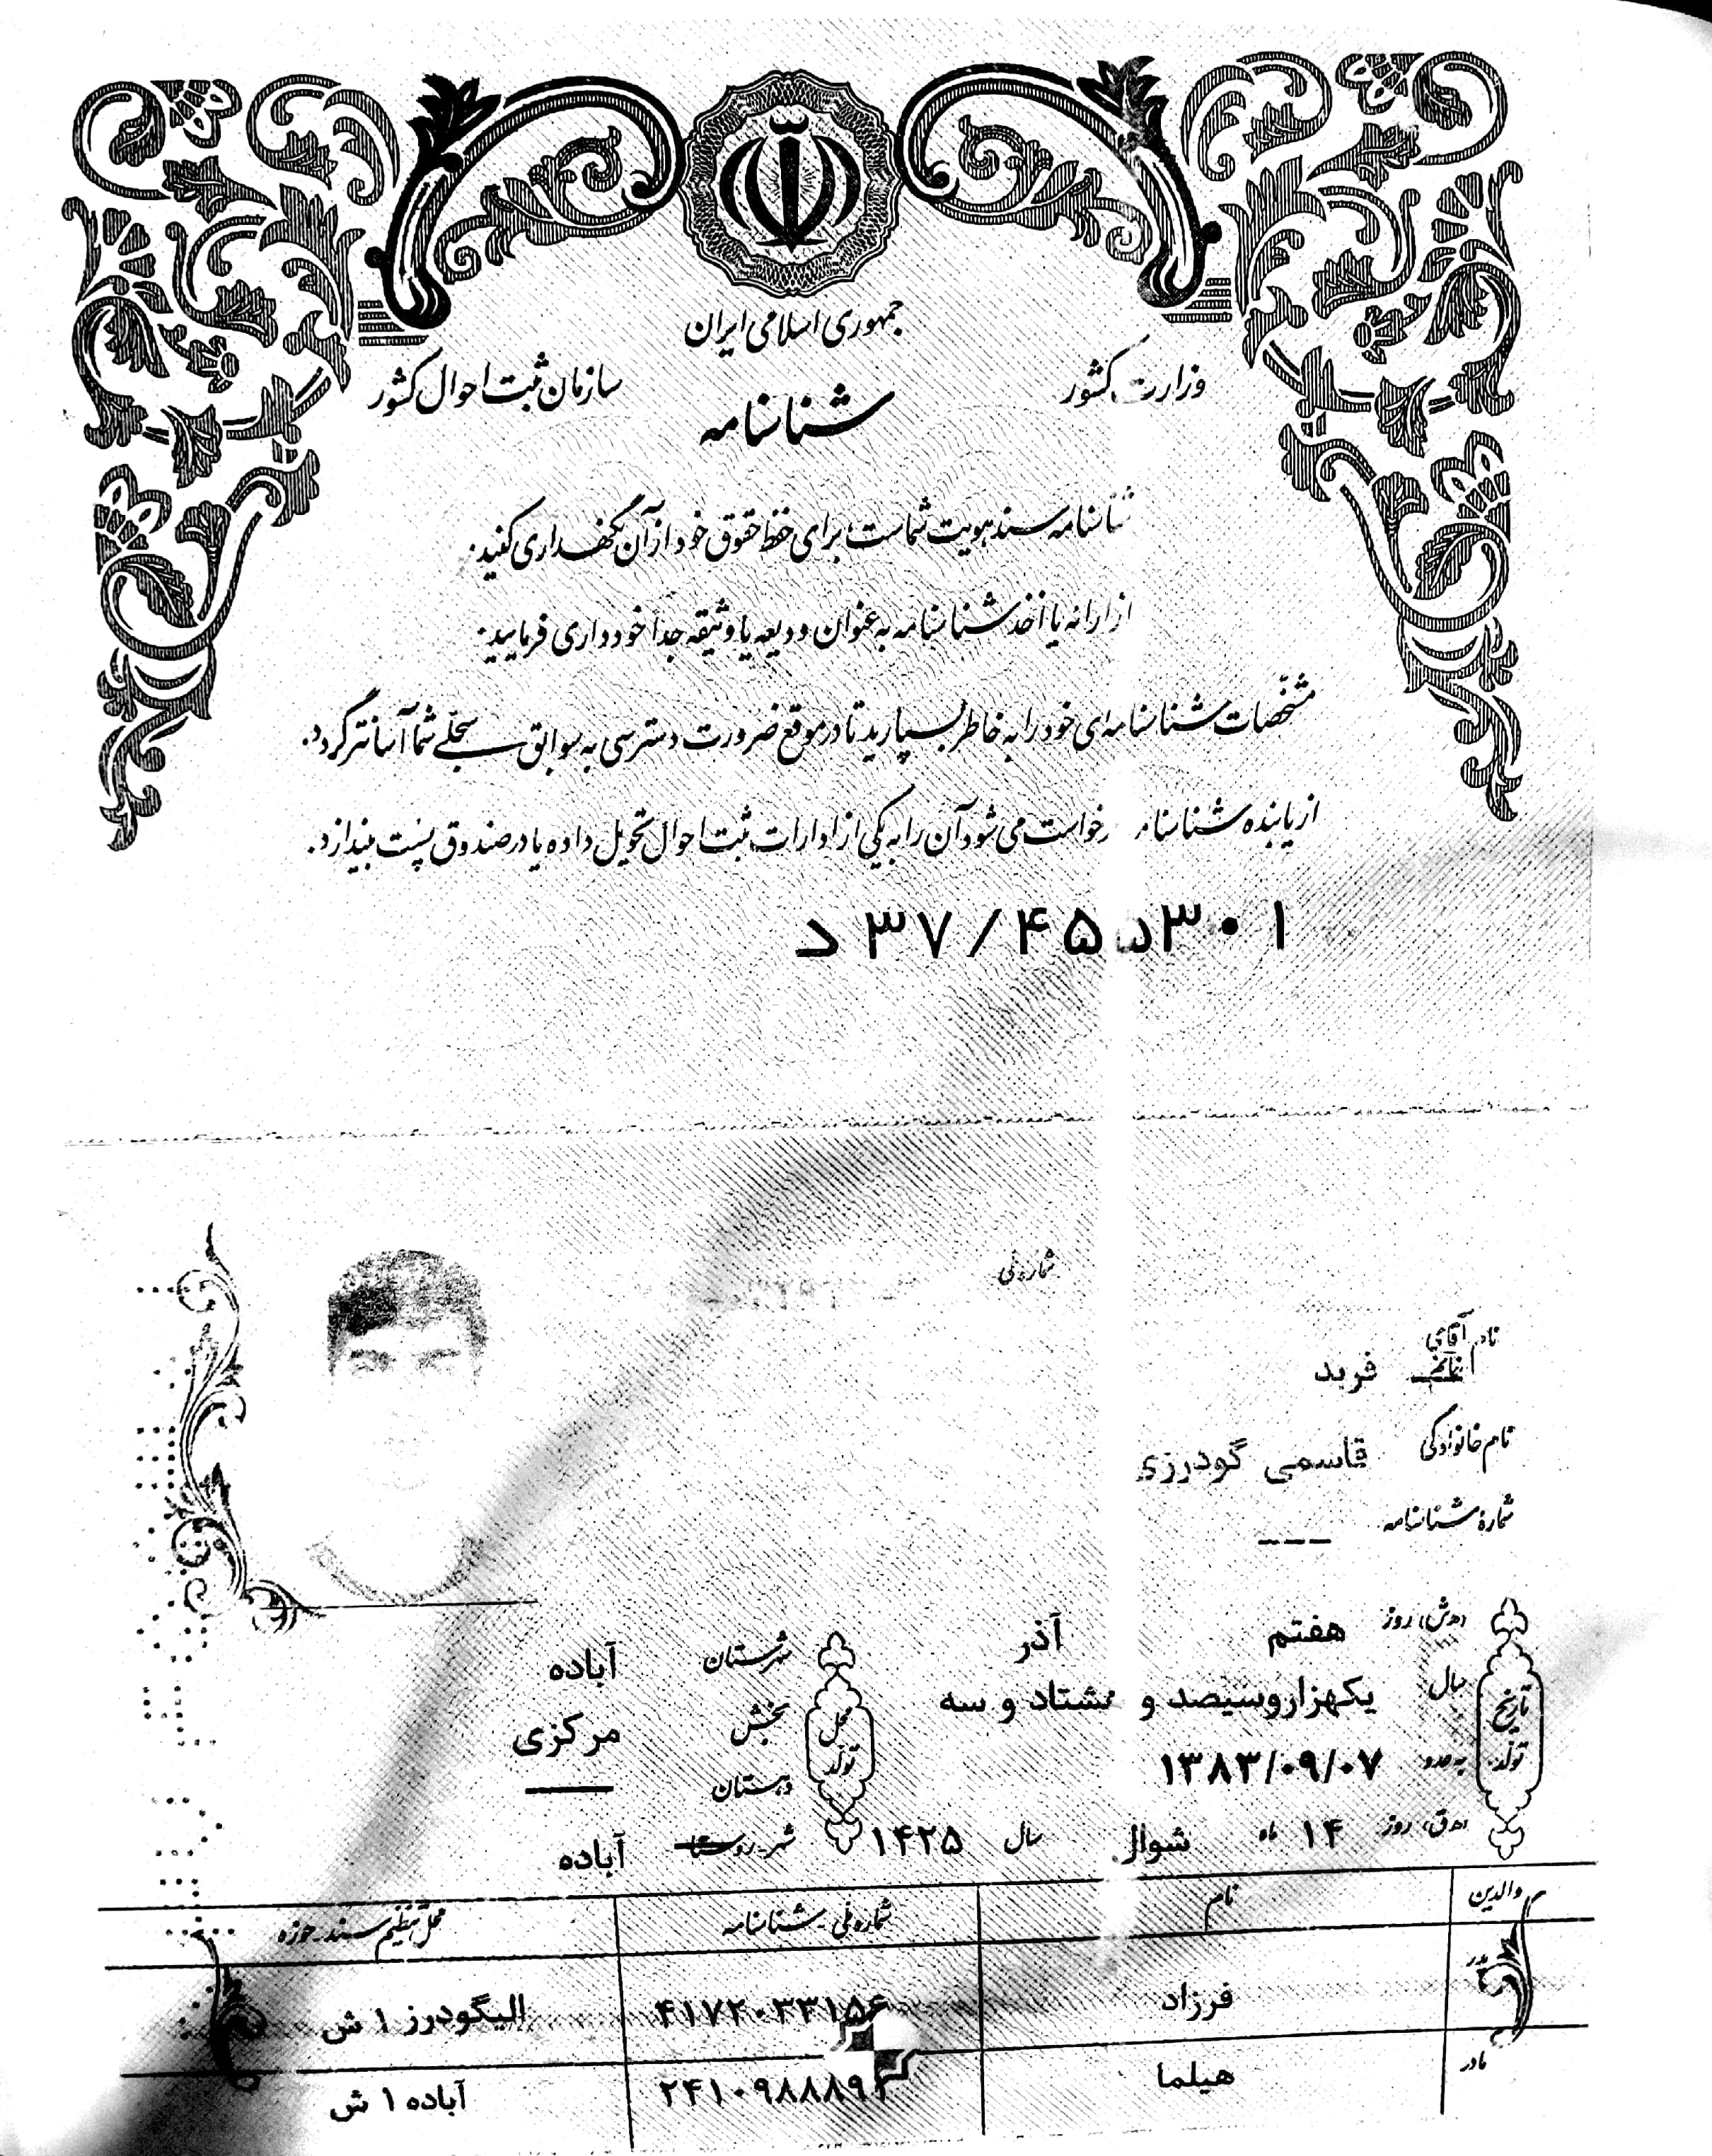 جمهوری اسلامی ایران
وزارت کشور
سازمان ثبت احوال کشور
شناسنامه
شناسنامه سند هویت شماست برای حفظ حقوق خود از آن نگهداری کنید.
از ارائه یا أخذ شناسنامه به عنوان ودیعه یا وثیقه جداً خودداری فرمایید.
مشخصات شناسنامه‌ای خود را به خاطر بسپارید تا در موقع ضرورت دسترسی به سوابق سجلی شما آسانتر گردد.
از یابنده شناسنامه درخواست می‌شود آن را به یکی از ادارات ثبت احوال تحویل داده یا در صندوق پست بیندازد.
د ۳۷/۴۵
۳۰۱
شماره ملی
نام آقای
خانم فرید
نام خانوادگی قاسمی گودرزی
شمارهٔ شناسنامه ---
تاریخ تولد
(ه‍.ش) روز هفتم آذر
سال یکهزار و سیصد و هشتاد و سه
به عدد ۱۳۸۳/۰۹/۰۷
(ه‍.ق) روز ۱۴ ماه شوال سال ۱۴۲۵
محل تولد
شهرستان آباده
بخش مرکزی
دهستان
شهر-روستا آباده
والدین نام شماره ملی - شناسنامه محل تنظیم سند - حوزه
پدر فرزاد الیگودرز ۱ ش
مادر هیلما آباده ۱ ش